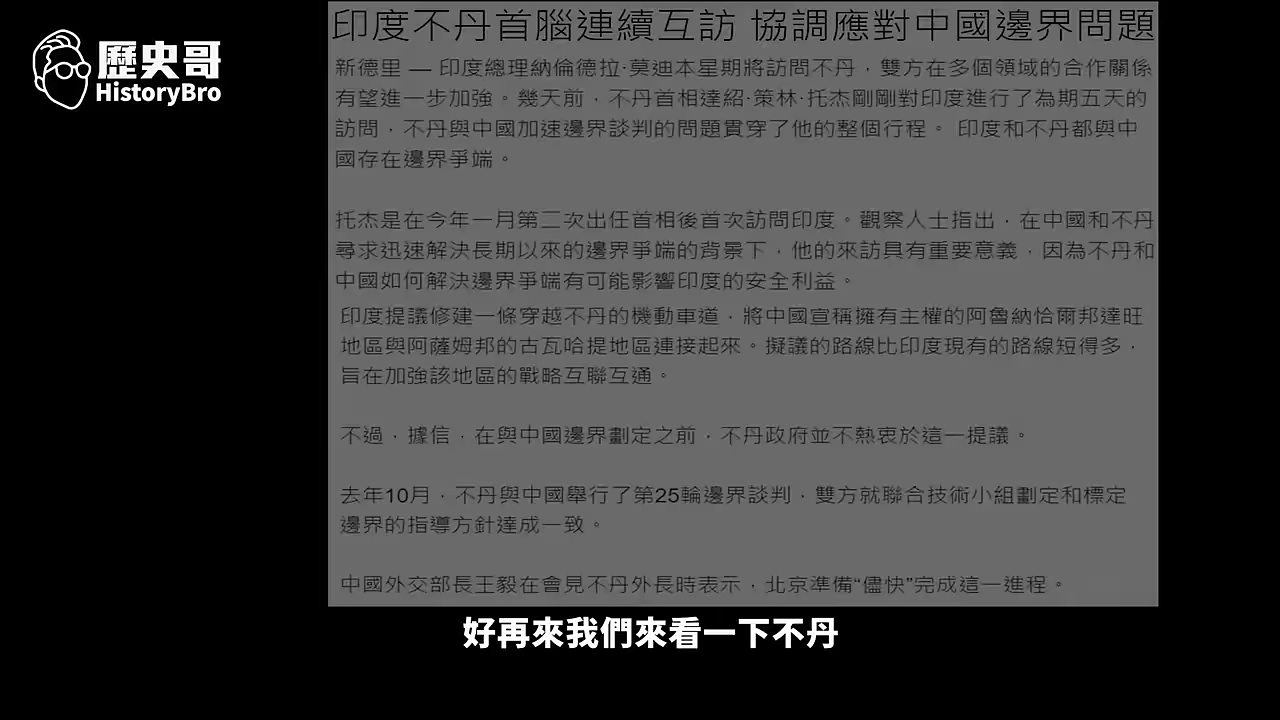 歷史哥
HistoryBro
印度不丹首腦連續互訪 協調應對中國邊界問題
新德里 — 印度總理納倫德拉·莫迪本星期將訪問不丹，雙方在多個領域的合作關係
有望進一步加強。幾天前，不丹首相達紹·策林·托杰剛剛對印度進行了為期五天的
訪問，不丹與中國加速邊界談判的問題貫穿了他的整個行程。 印度和不丹都與中
國存在邊界爭端。
托杰是在今年一月第二次出任首相後首次訪問印度。觀察人士指出，在中國和不丹
尋求迅速解決長期以來的邊界爭端的背景下，他的來訪具有重要意義，因為不丹和
中國如何解決邊界爭端有可能影響印度的安全利益。
印度提議修建一條穿越不丹的機動車道，將中國宣稱擁有主權的阿魯納恰爾邦達旺
地區與阿薩姆邦的古瓦哈提地區連接起來。擬議的路線比印度現有的路線短得多，
旨在加強該地區的戰略互聯互通。
不過，據信，在與中國邊界劃定之前，不丹政府並不熱衷於這一提議。
去年10月，不丹與中國舉行了第25輪邊界談判，雙方就聯合技術小組劃定和標定
邊界的指導方針達成一致。
中國外交部長王毅在會見不丹外長時表示，北京準備“儘快”完成這一進程。
好再來我們來看一下不丹